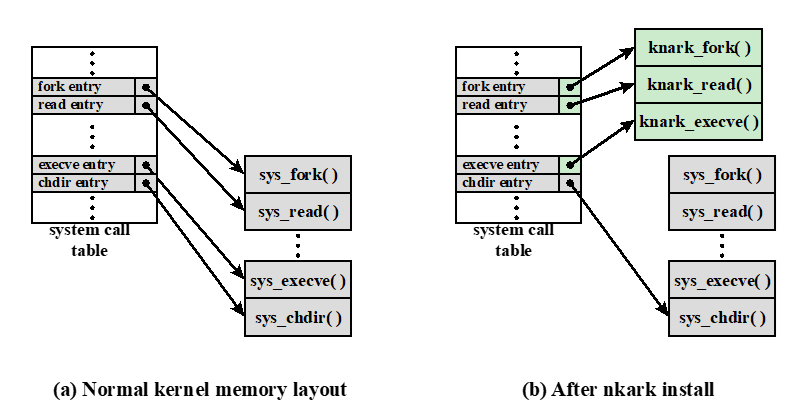 fork entry
read entry
execve entry
chdir entry
system call
table
sys_fork( )
sys_read( )
sys_execve( )
sys_chdir( )
(a) Normal kernel memory layout
fork entry
read entry
execve entry
chdir entry
system call
table
knark_fork( )
knark_read( )
knark_execve( )
sys_fork( )
sys_read( )
sys_execve( )
sys_chdir( )
(b) After nkark install